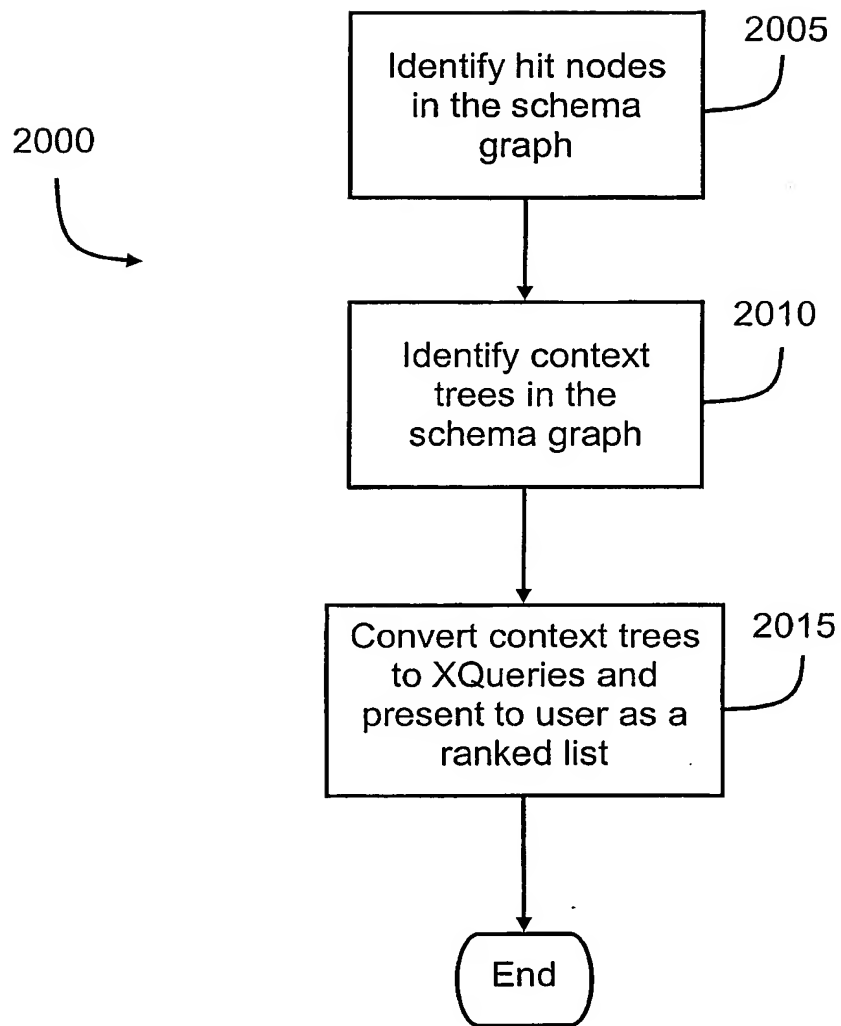 2005
Identify hit nodes
in the schema
graph
2000
2010
Identify context
trees in the
schema graph
2015
Convert context trees
to XQueries and
present to user as a
ranked list
End